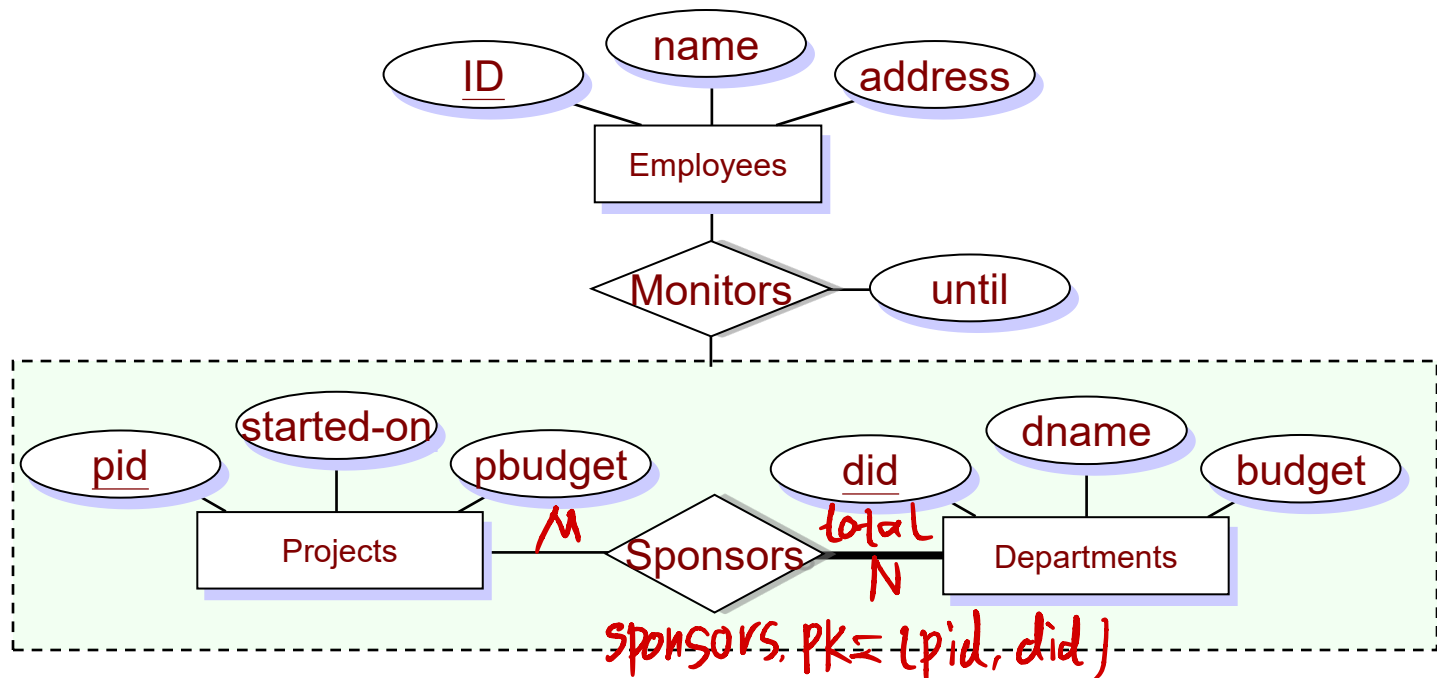 name
ID
address
Employees
Monitors
until
started-on
dname
pid
pbudget
did
budget
M
total
Projects
Sponsors
Departments
N
sponsors. PK = (pid, did)